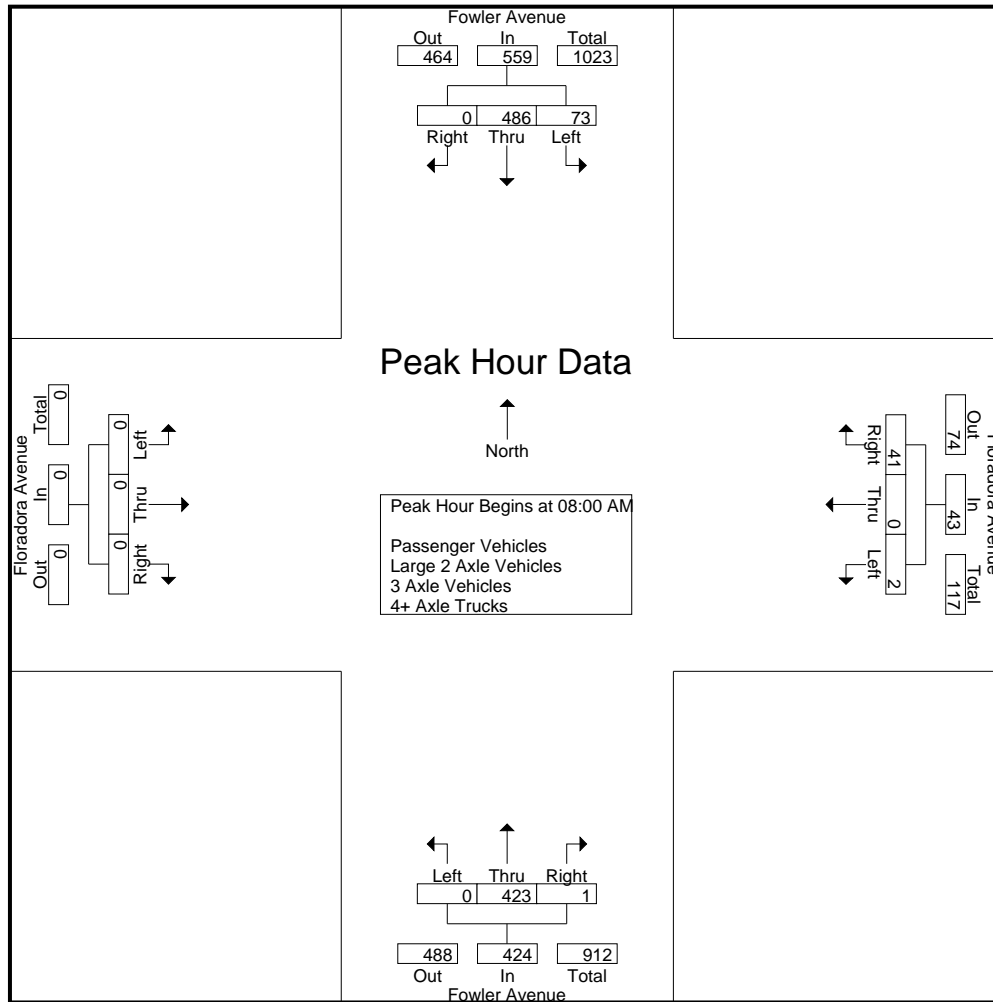 Fowler Avenue
Out In Total
464 559 1023
0 486 73
Right Thru Left
Peak Hour Data
North
Peak Hour Begins at 08:00 AM
Passenger Vehicles
Large 2 Axle Vehicles
3 Axle Vehicles
4+ Axle Trucks
Floradora Avenue
Out In Total
0 0 0
Left Thru Right
0 0 0
Floradora Avenue
Out In Total
74 43 117
41 0 2
Right Thru Left
Left Thru Right
0 423 1
488 424 912
Out In Total
Fowler Avenue